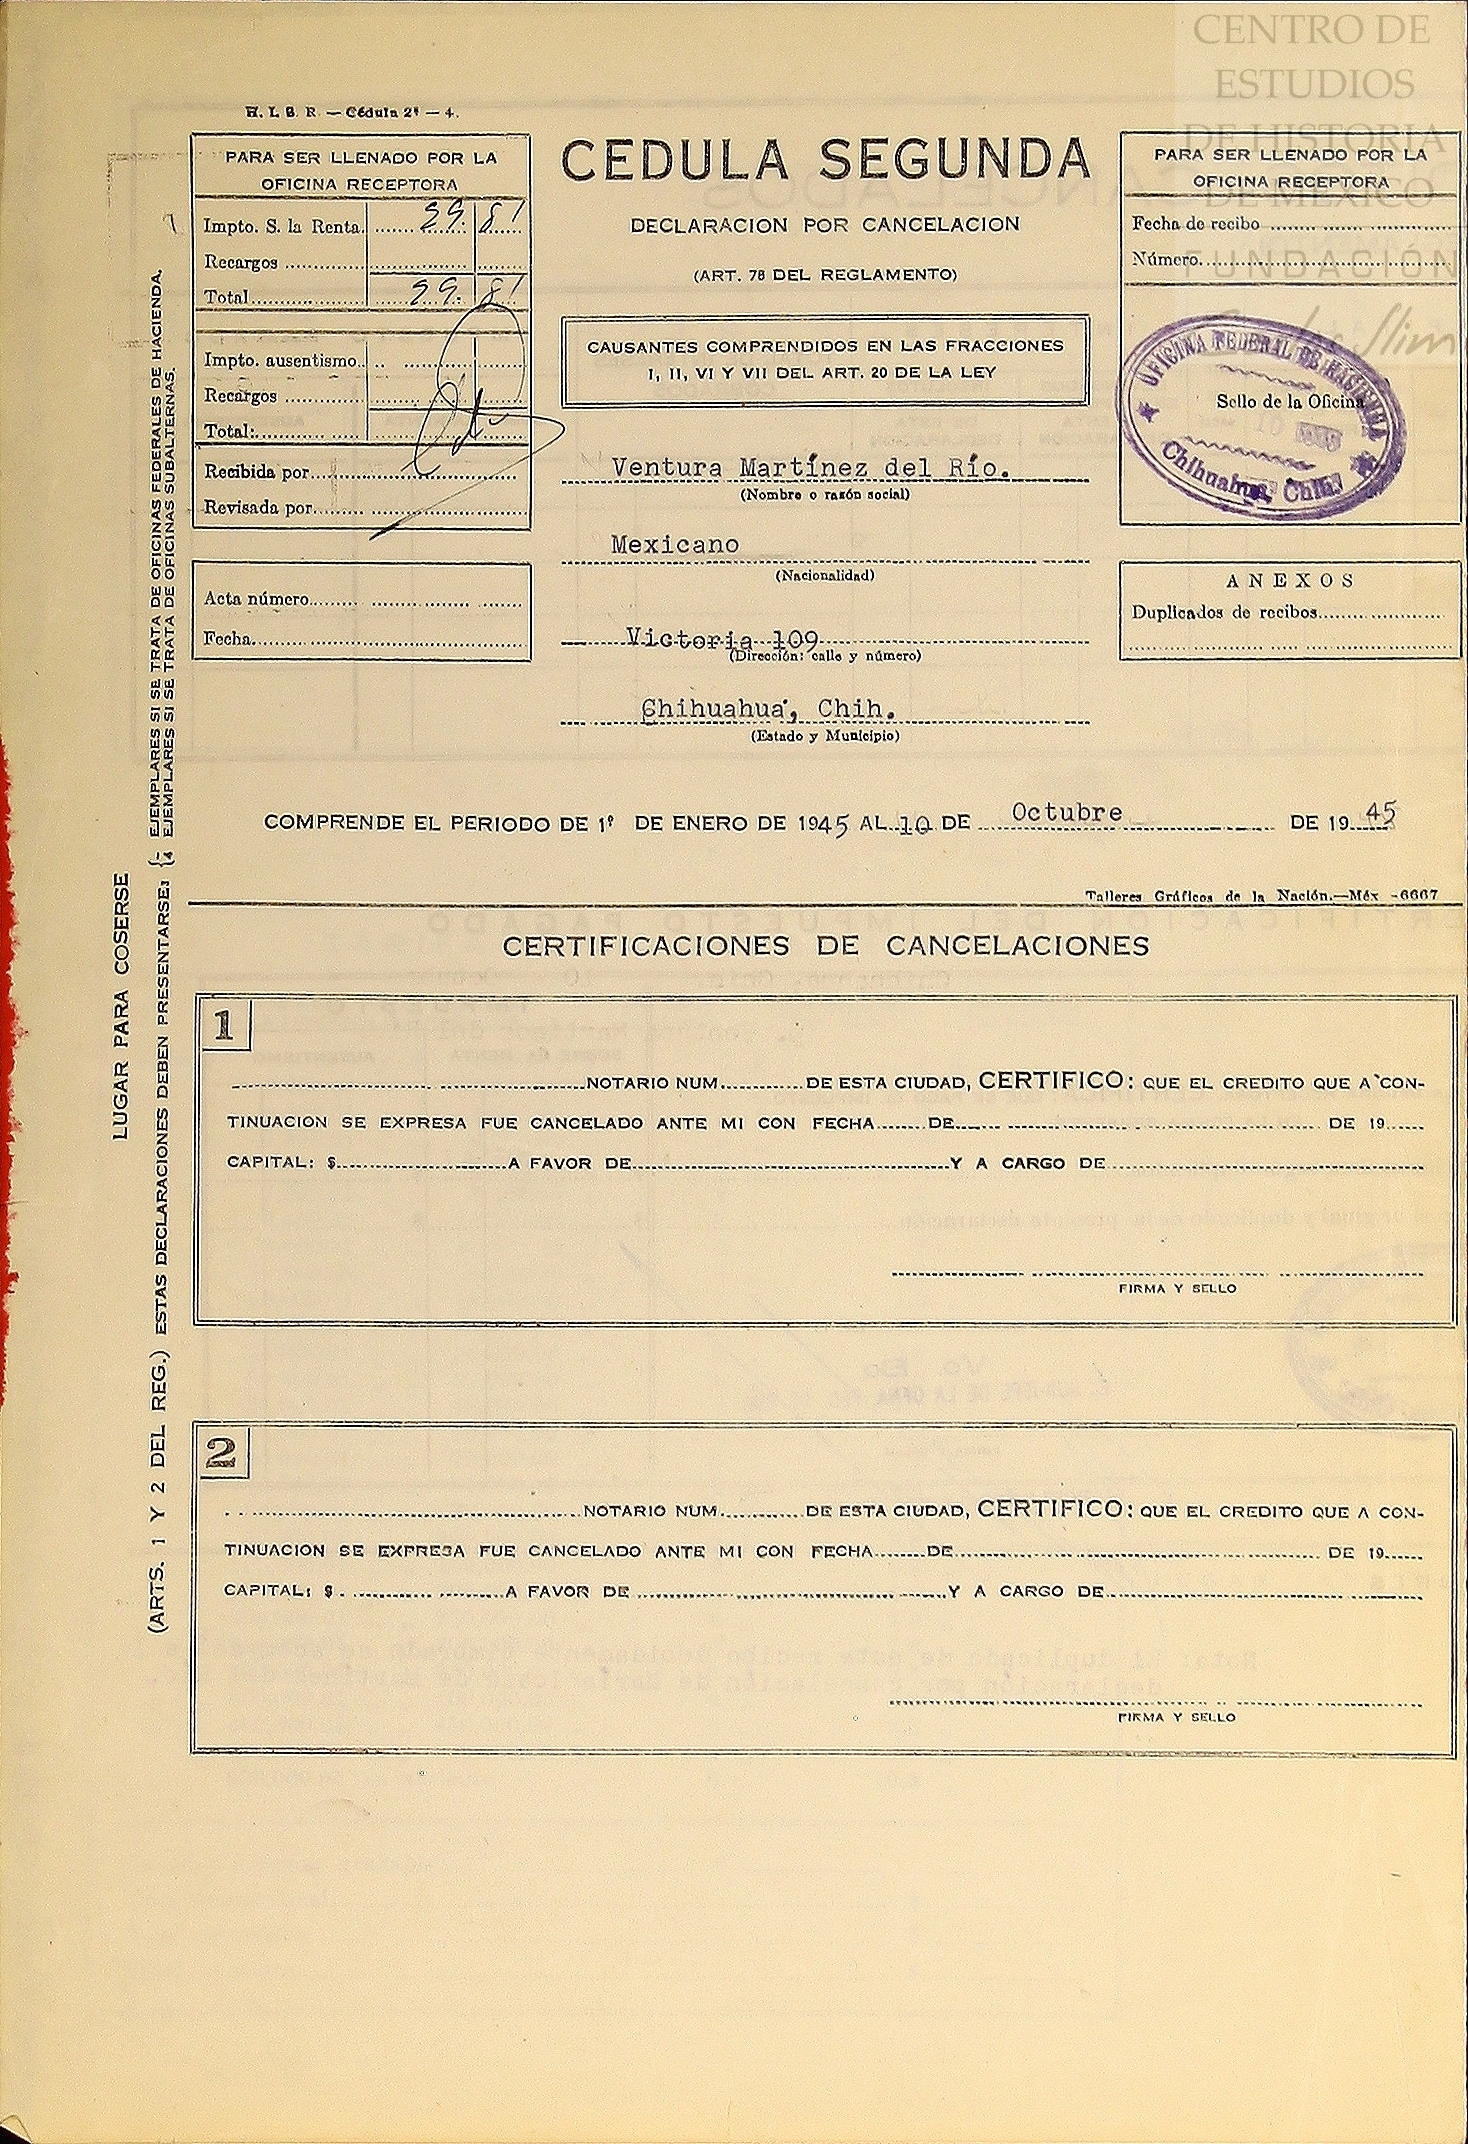 CENTRO DE
ESTUDIOS
DE HISTORIA
DE MEXICO
FUNDACIÓN
Carlos Slim
H. I. S. R. — Cédula 2ª — 4.
PARA SER LLENADO POR LA
OFICINA RECEPTORA
Impto. S. la Renta 59. 81
Recargos
Total 59. 81
Impto. ausentismo
Recargos
Total:
Recibida por
Revisada por
Acta número
Fecha
CEDULA SEGUNDA
DECLARACION POR CANCELACION
(ART. 78 DEL REGLAMENTO)
CAUSANTES COMPRENDIDOS EN LAS FRACCIONES
I, II, VI Y VII DEL ART. 20 DE LA LEY
Ventura Martínez del Río.
(Nombre o razón social)
Mexicano
(Nacionalidad)
Victoria 109
(Dirección: calle y número)
Chihuahua, Chih.
(Estado y Municipio)
PARA SER LLENADO POR LA
OFICINA RECEPTORA
Fecha de recibo
Número
OFICINA FEDERAL DE HACIENDA
Sello de la Oficina
Chihuahua, Chih.
ANEXOS
Duplicados de recibos
COMPRENDE EL PERIODO DE 1º DE ENERO DE 1945 AL 10 DE Octubre DE 19 45
Talleres Gráficos de la Nación.—Méx -6667
CERTIFICACIONES DE CANCELACIONES
1
NOTARIO NUM. DE ESTA CIUDAD, CERTIFICO: QUE EL CREDITO QUE A CON-
TINUACION SE EXPRESA FUE CANCELADO ANTE MI CON FECHA DE DE 19
CAPITAL: $ A FAVOR DE Y A CARGO DE
FIRMA Y SELLO
2
NOTARIO NUM. DE ESTA CIUDAD, CERTIFICO: QUE EL CREDITO QUE A CON-
TINUACION SE EXPRESA FUE CANCELADO ANTE MI CON FECHA DE DE 19
CAPITAL: $ A FAVOR DE Y A CARGO DE
FIRMA Y SELLO
LUGAR PARA COSERSE
(ARTS. 1 Y 2 DEL REG.) ESTAS DECLARACIONES DEBEN PRESENTARSE:
EJEMPLARES SI SE TRATA DE OFICINAS FEDERALES DE HACIENDA.
4 EJEMPLARES SI SE TRATA DE OFICINAS SUBALTERNAS.